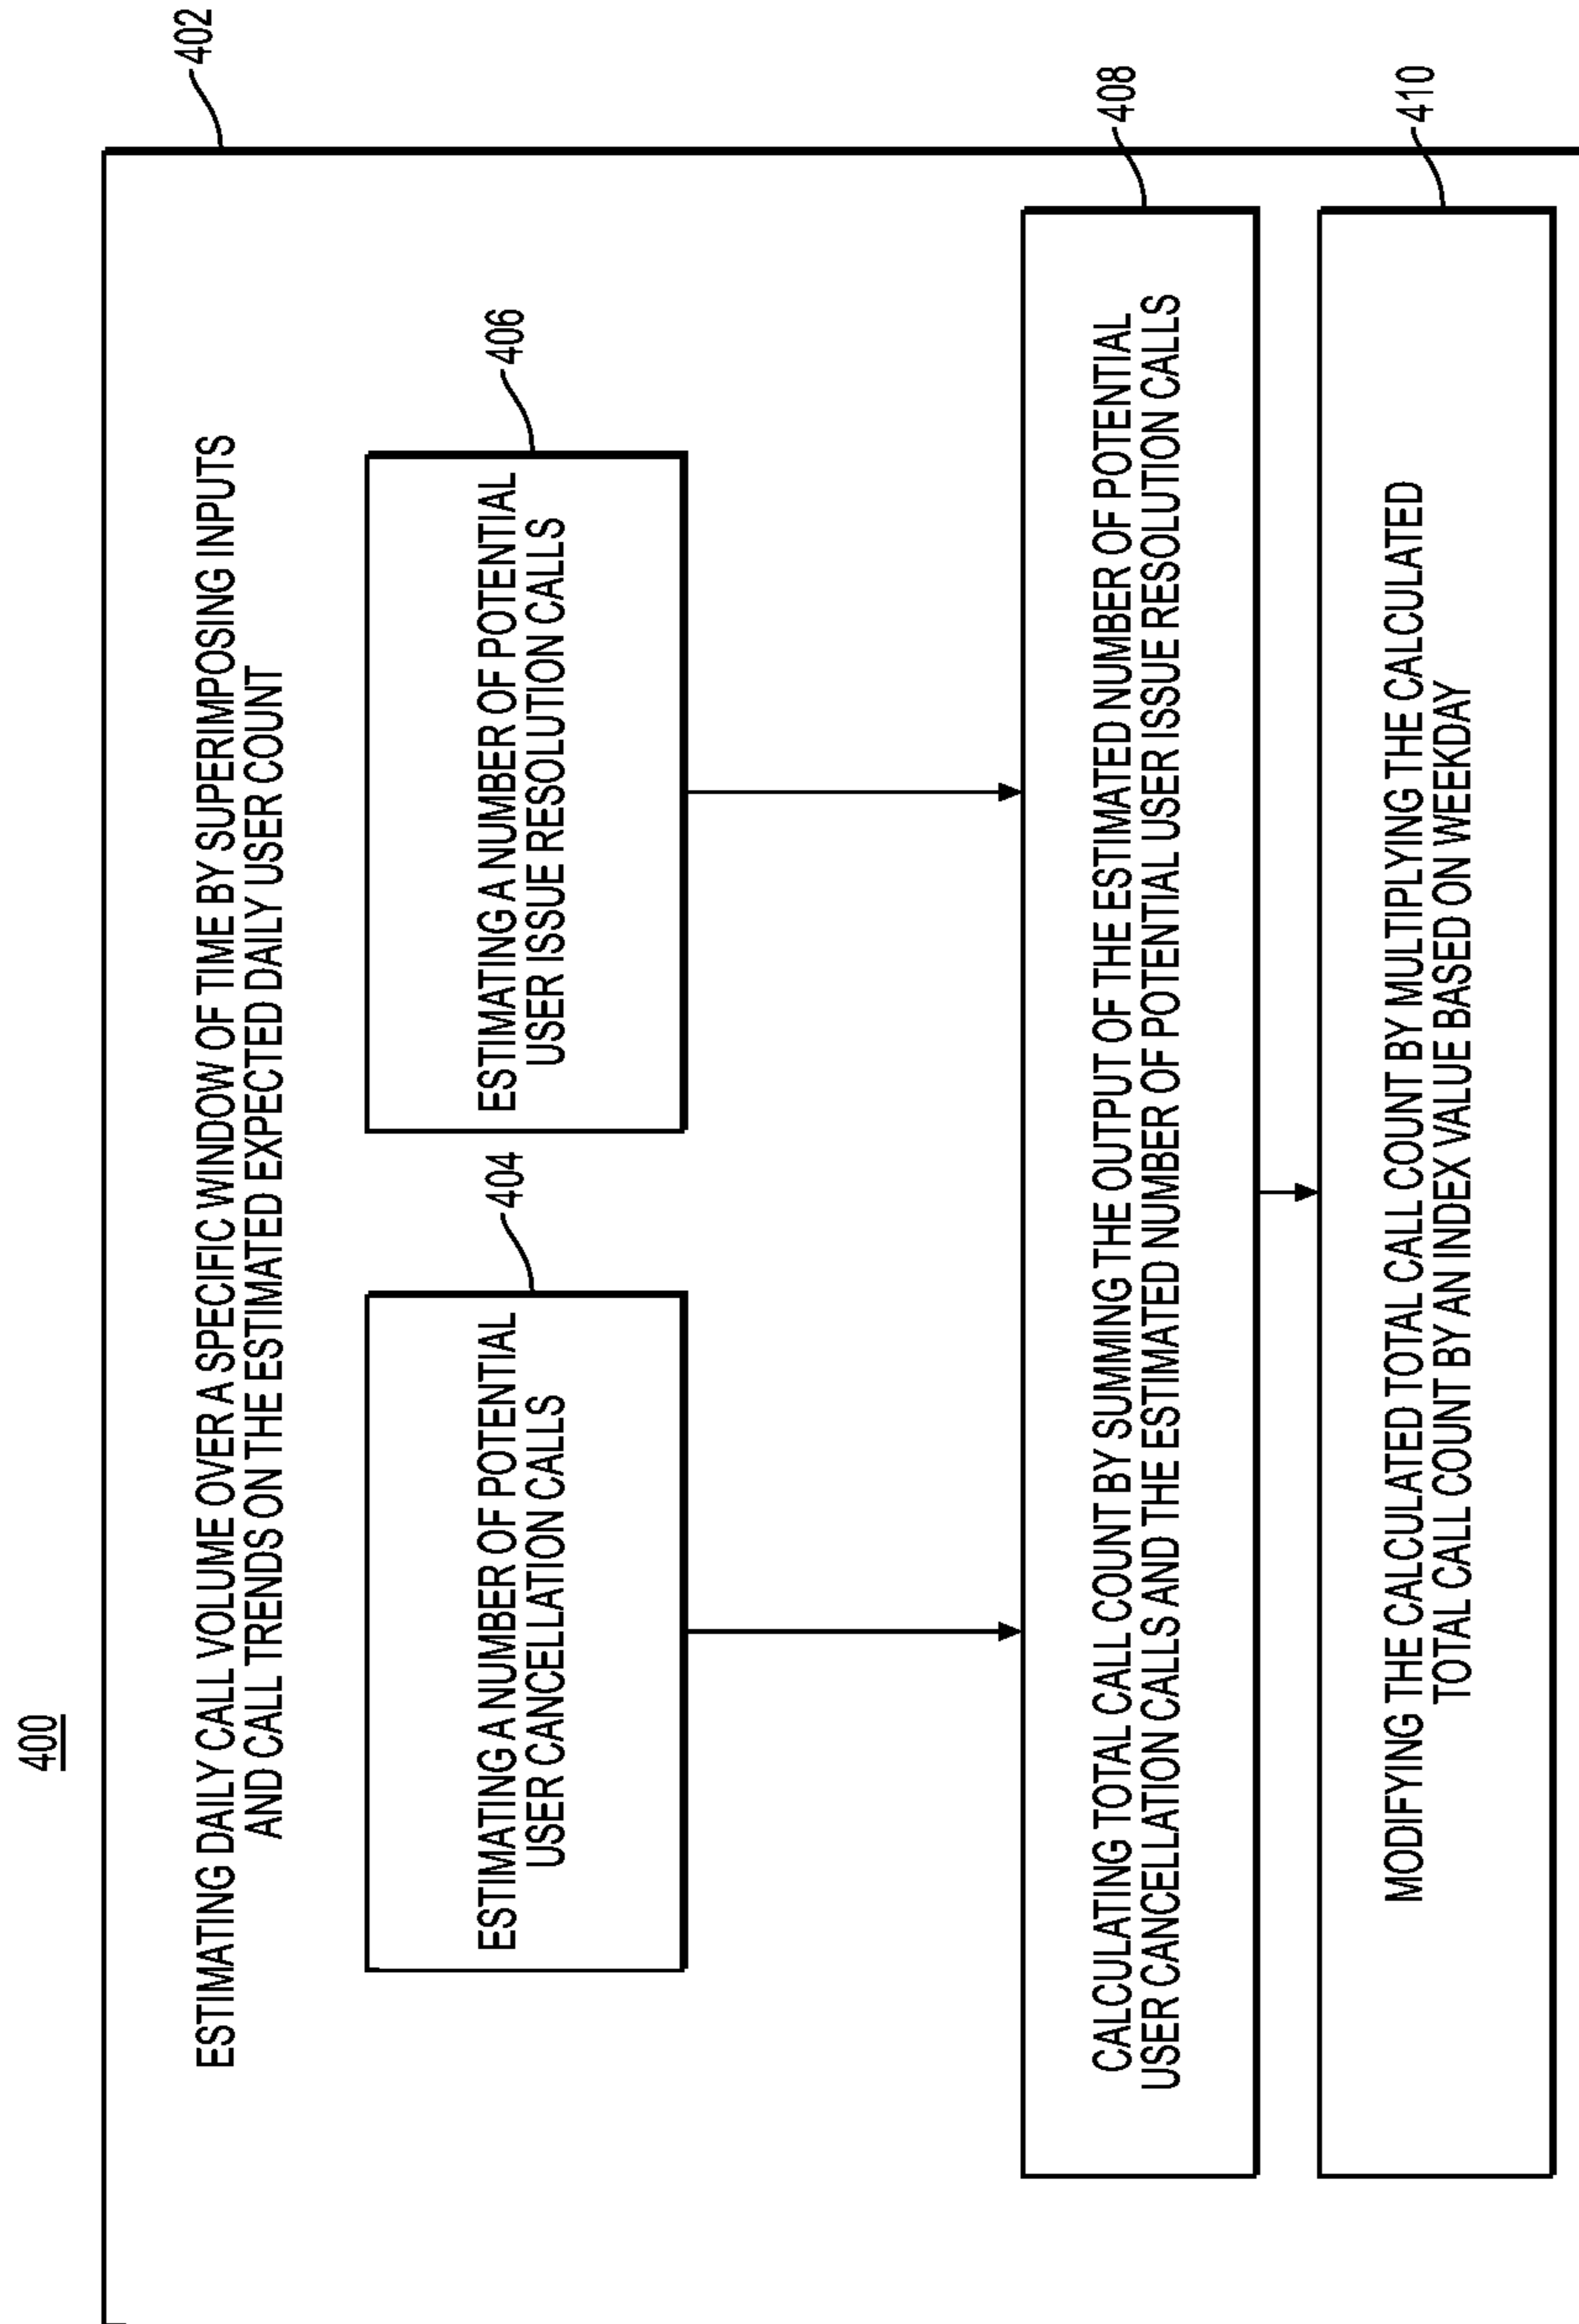 400
402
ESTIMATING DAILY CALL VOLUME OVER A SPECIFIC WINDOW OF TIME BY SUPERIMPOSING INPUTS
AND CALL TRENDS ON THE ESTIMATED EXPECTED DAILY USER COUNT
404
ESTIMATING A NUMBER OF POTENTIAL
USER CANCELLATION CALLS
406
ESTIMATING A NUMBER OF POTENTIAL
USER ISSUE RESOLUTION CALLS
408
CALCULATING TOTAL CALL COUNT BY SUMMING THE OUTPUT OF THE ESTIMATED NUMBER OF POTENTIAL
USER CANCELLATION CALLS AND THE ESTIMATED NUMBER OF POTENTIAL USER ISSUE RESOLUTION CALLS
410
MODIFYING THE CALCULATED TOTAL CALL COUNT BY MULTIPLYING THE CALCULATED
TOTAL CALL COUNT BY AN INDEX VALUE BASED ON WEEKDAY